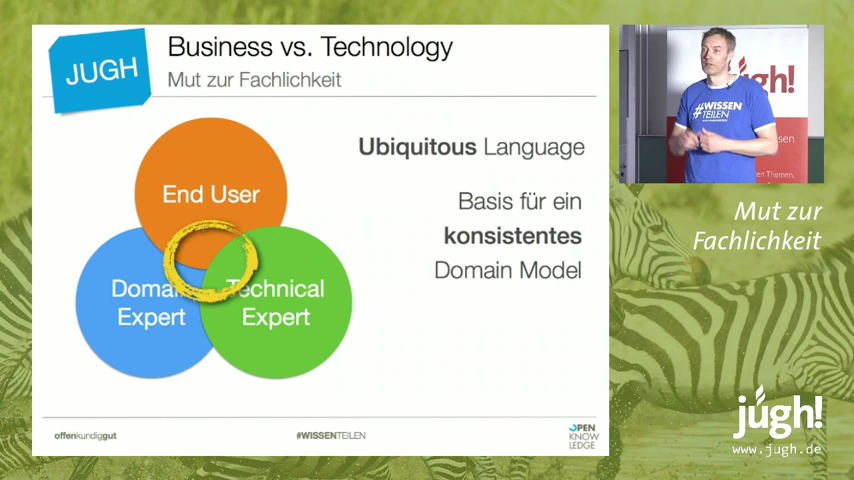 JUGH
Business vs. Technology
Mut zur Fachlichkeit
End User
Domain
Expert
Technical
Expert
Ubiquitous Language
Basis für ein
konsistentes
Domain Model
offenkundiggut
#WISSENTEILEN
OPEN
KNOW
LEDGE
jugh!
#WISSEN
TEILEN
Themen.
Mut zur
Fachlichkeit
jugh!
www.jugh.de